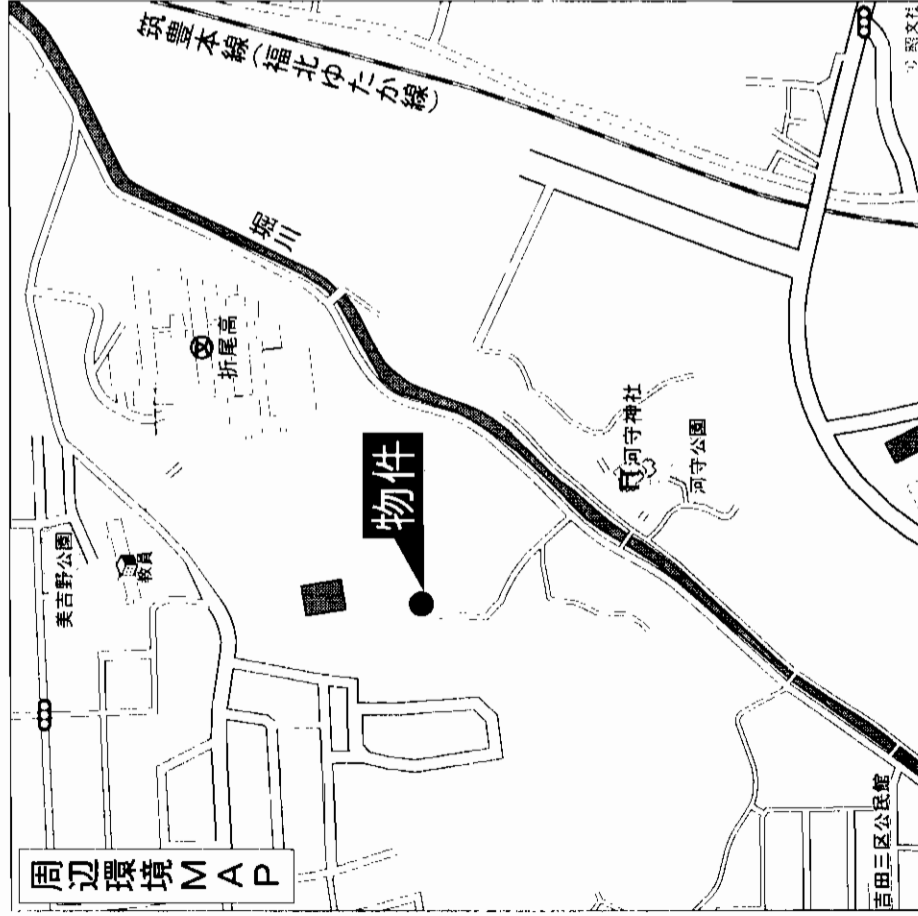 周辺環境MAP
筑豊本線(福北ゆたか線)
堀川
折尾高
美吉野公園
教員
物件
河守神社
河守公園
吉田三区公民館